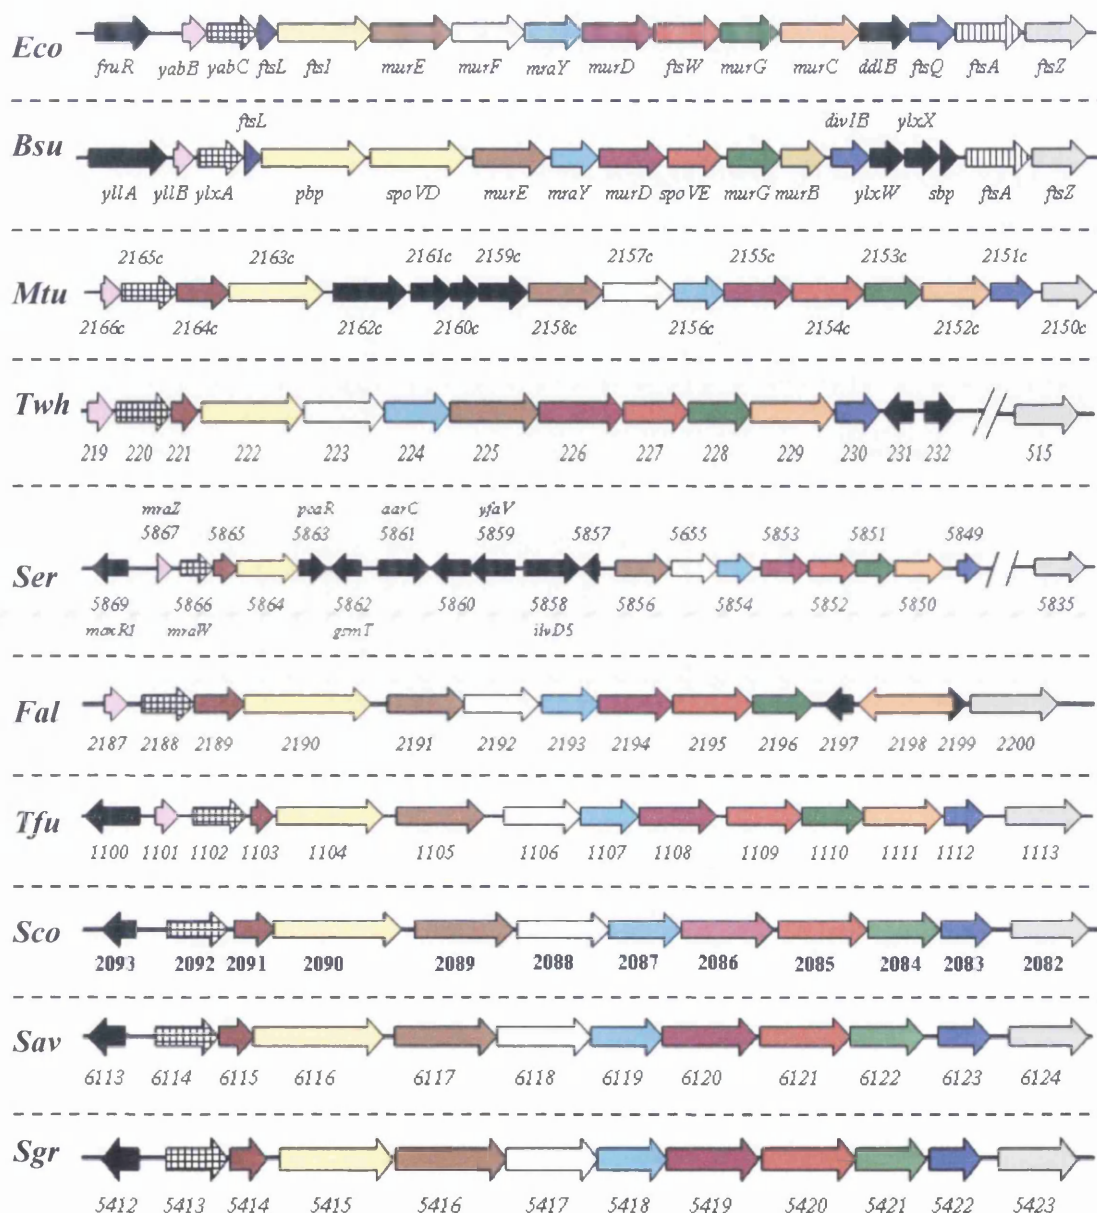 Eco
fruR yabB yabC ftsL ftsI murE murF mraY murD ftsW murG murC ddlB ftsQ ftsA ftsZ
ftsL divIB ylxX
Bsu
yllA yllB ylxA pbp spoVD murE mraY murD spoVE murG murB ylxW sbp ftsA ftsZ
2165c 2163c 2161c 2159c 2157c 2155c 2153c 2151c
Mtu
2166c 2164c 2162c 2160c 2158c 2156c 2154c 2152c 2150c
Twh
219 220 221 222 223 224 225 226 227 228 229 230 231 232 515
mraZ pcaR aarC yfaV
5867 5865 5863 5861 5859 5857 5655 5853 5851 5849
Ser
5869 5866 5864 5862 5860 5858 5856 5854 5852 5850 5835
moxR1 mraW gsmT ilvD5
Fal
2187 2188 2189 2190 2191 2192 2193 2194 2195 2196 2197 2198 2199 2200
Tfu
1100 1101 1102 1103 1104 1105 1106 1107 1108 1109 1110 1111 1112 1113
Sco
2093 2092 2091 2090 2089 2088 2087 2086 2085 2084 2083 2082
Sav
6113 6114 6115 6116 6117 6118 6119 6120 6121 6122 6123 6124
Sgr
5412 5413 5414 5415 5416 5417 5418 5419 5420 5421 5422 5423